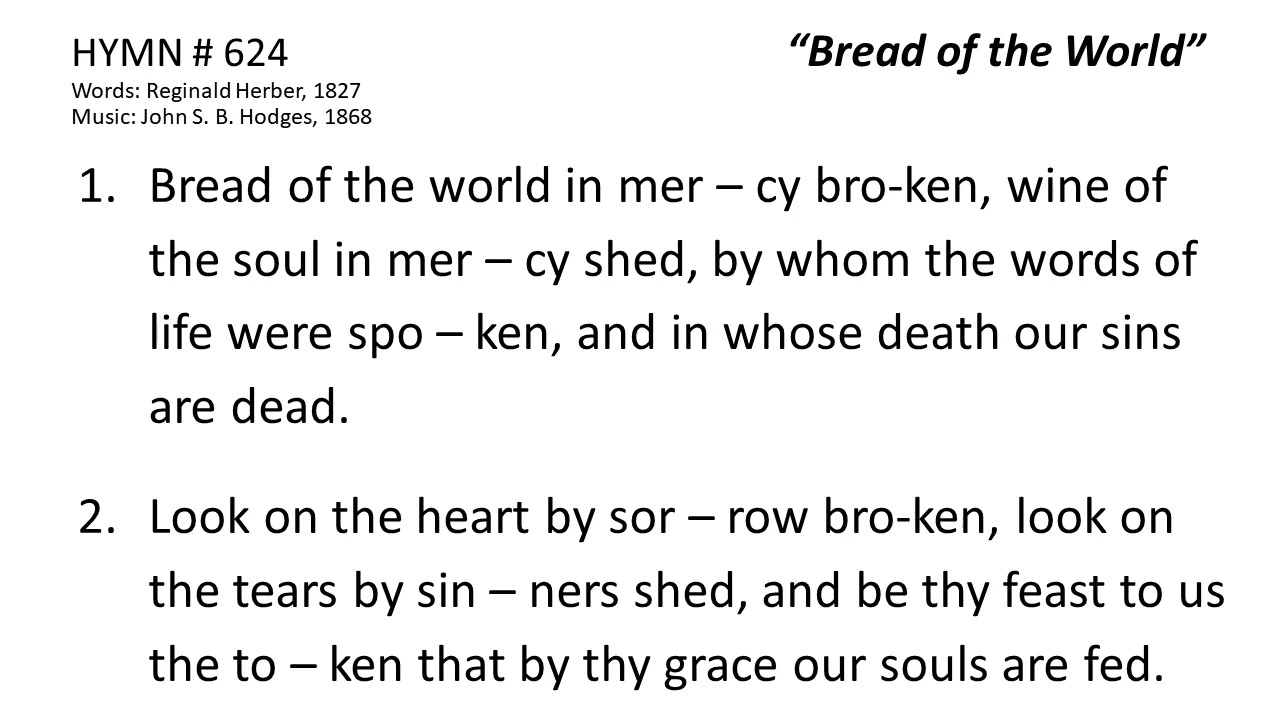 HYMN # 624
“Bread of the World”
Words: Reginald Herber, 1827
Music: John S. B. Hodges, 1868
1. Bread of the world in mer – cy bro-ken, wine of
the soul in mer – cy shed, by whom the words of
life were spo – ken, and in whose death our sins
are dead.
2. Look on the heart by sor – row bro-ken, look on
the tears by sin – ners shed, and be thy feast to us
the to – ken that by thy grace our souls are fed.